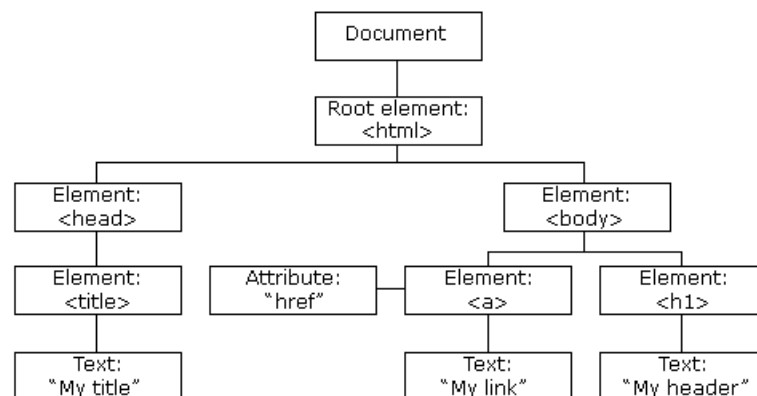 Document
Root element:
<html>
Element:
<head>
Element:
<body>
Element:
<title>
Attribute:
“href”
Element:
<a>
Element:
<h1>
Text:
“My title”
Text:
“My link”
Text:
“My header”